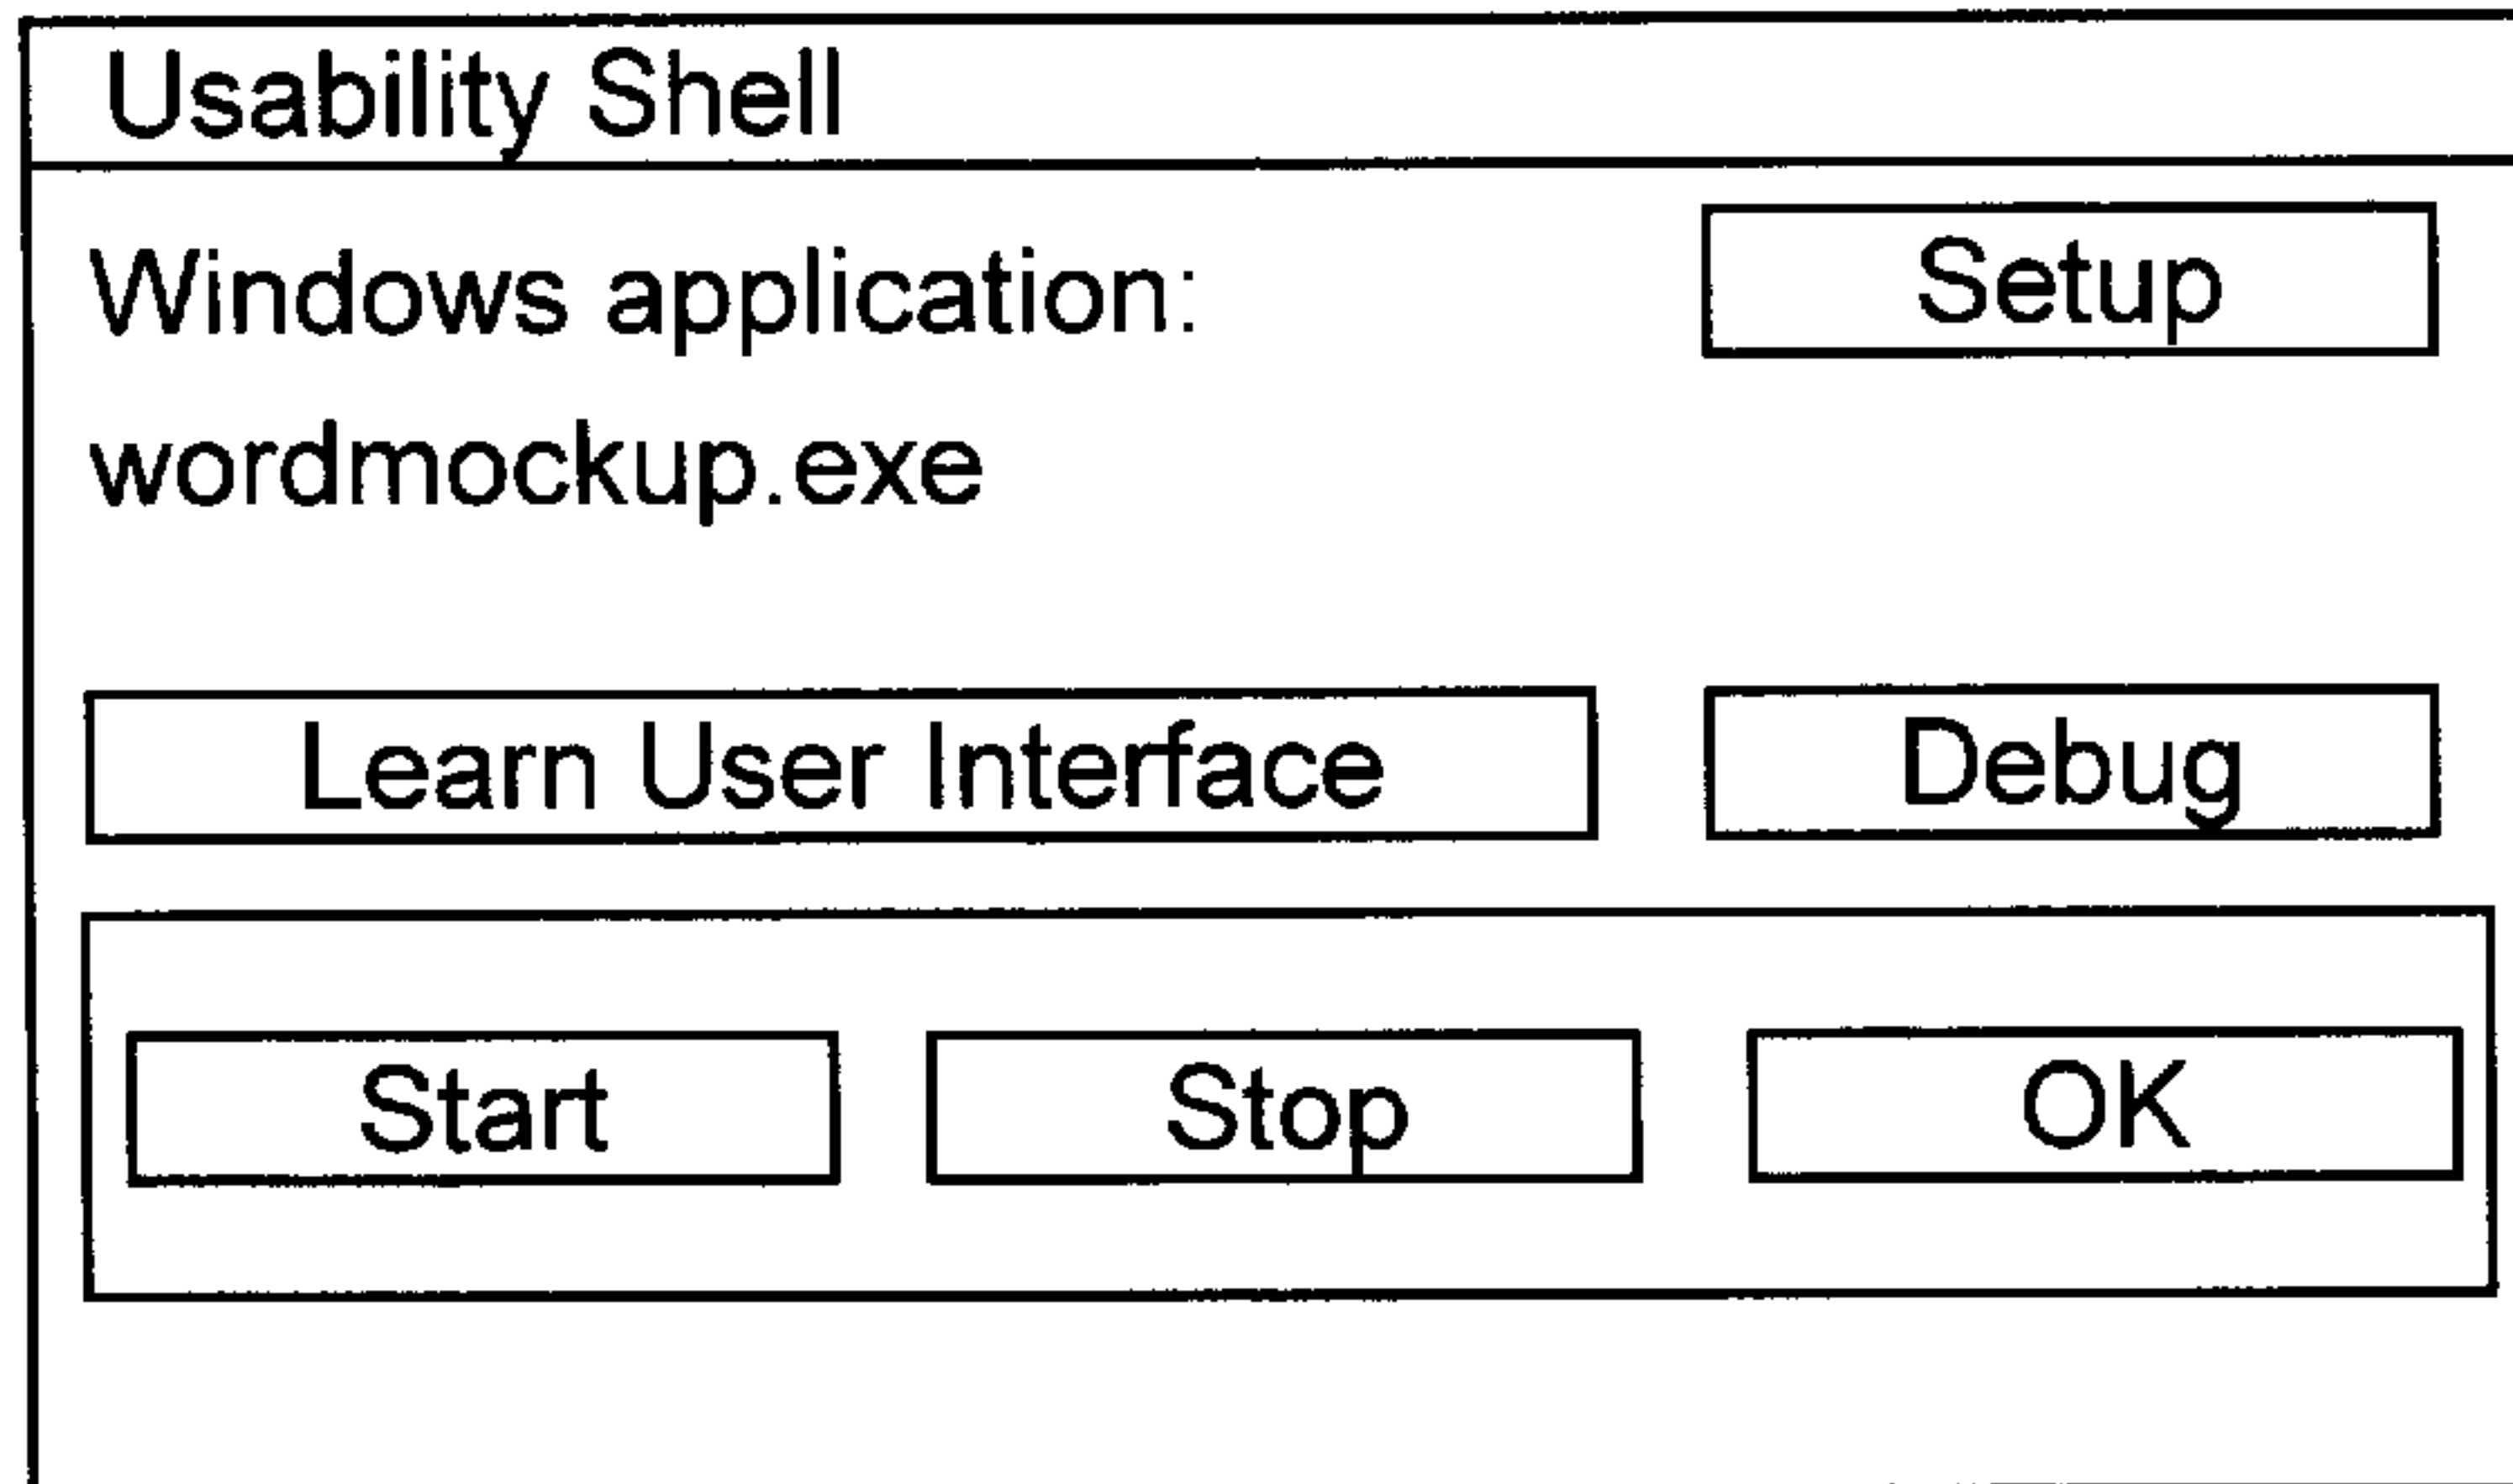 Usability Shell
Windows application:
Setup
wordmockup.exe
Learn User Interface
Debug
Start
Stop
OK